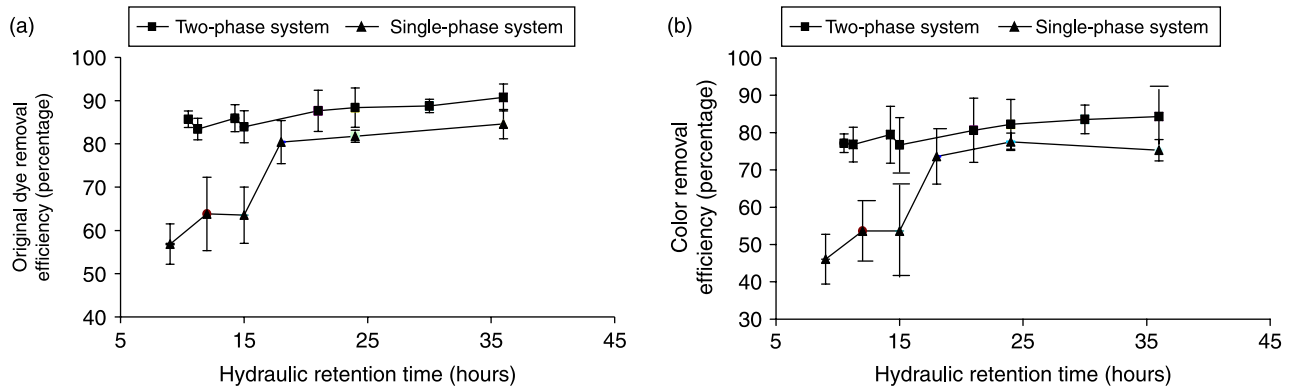 (a)
Two-phase system
Single-phase system
Original dye removal
efficiency (percentage)
100
90
80
70
60
50
40
5
15
25
35
45
Hydraulic retention time (hours)
(b)
Two-phase system
Single-phase system
Color removal
efficiency (percentage)
100
90
80
70
60
50
40
30
5
15
25
35
45
Hydraulic retention time (hours)